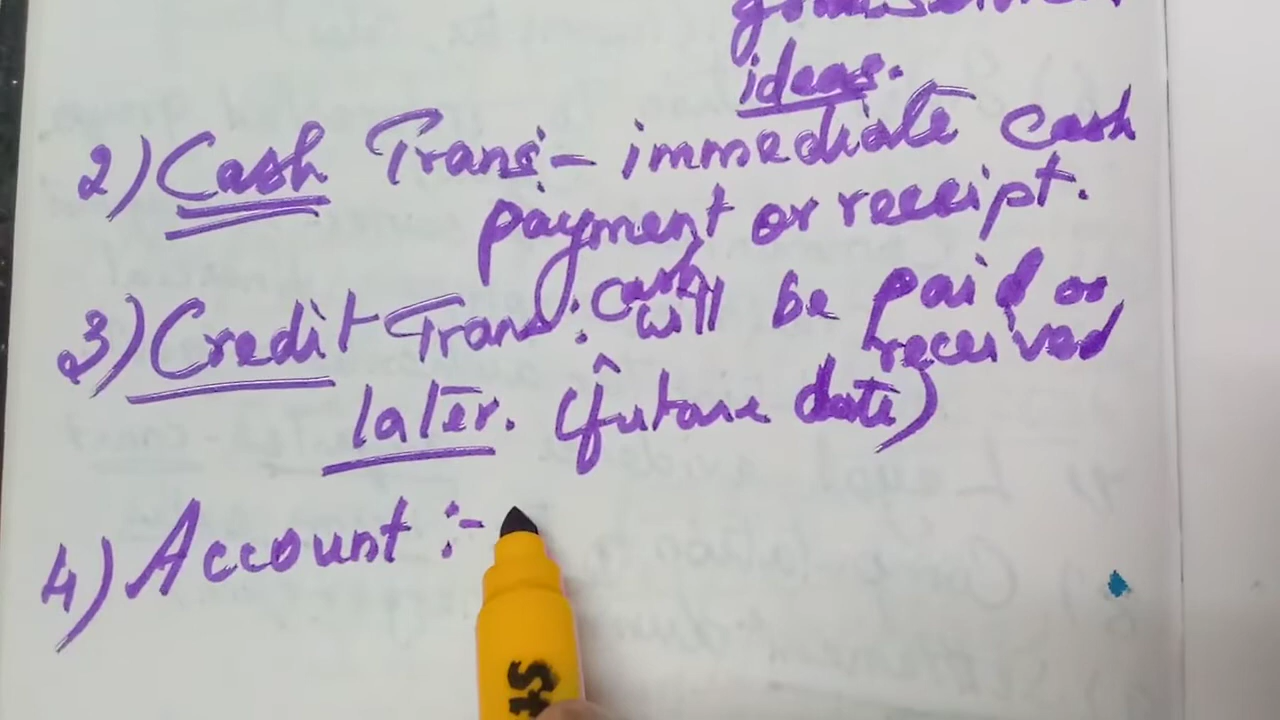 ideas.
2) Cash Trans:- immediate cash
payment or receipt.
3) Credit Trans: cash will be paid or
received
later. (future date)
4) Account :-